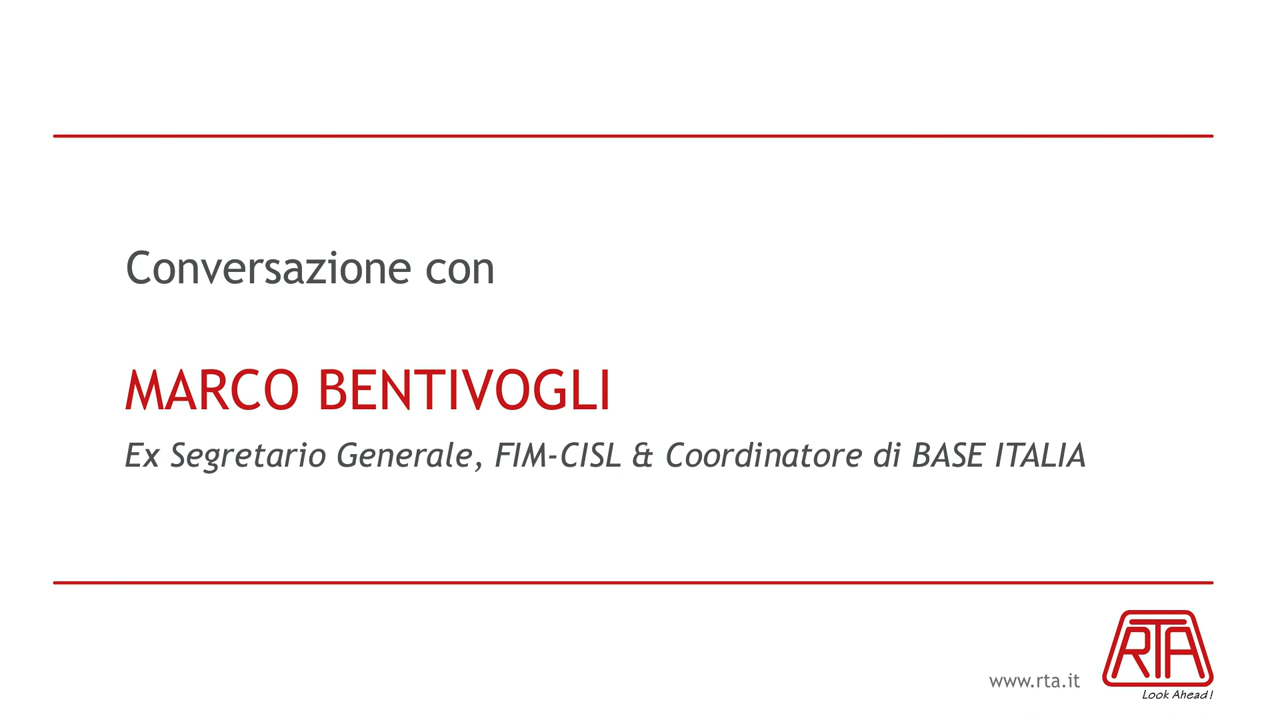 Conversazione con
MARCO BENTIVOGLI
Ex Segretario Generale, FIM-CISL & Coordinatore di BASE ITALIA
www.rta.it
RTA
Look Ahead!